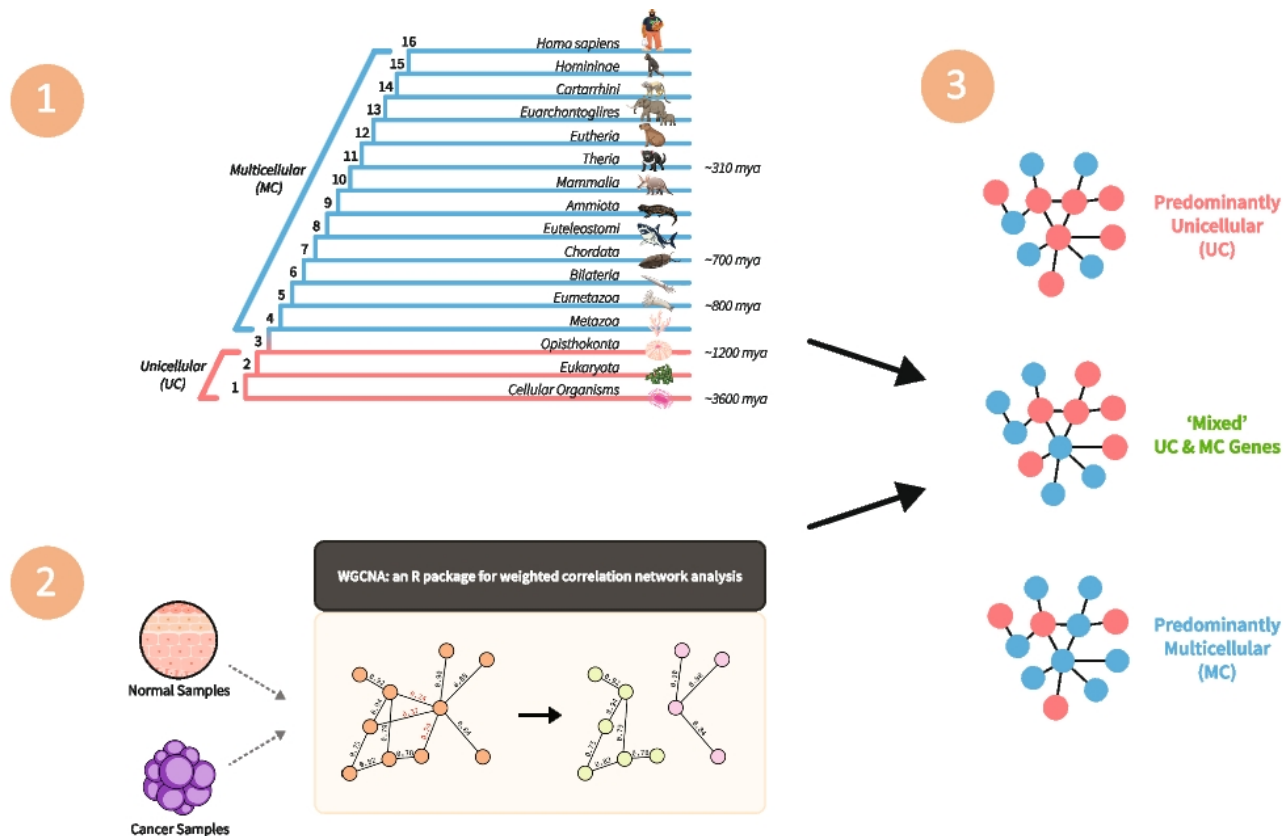 1
16
Homo sapiens
15
Homininae
14
Cartarrhini
13
Euarchontoglires
12
Eutheria
11
Theria
~310 mya
Multicellular
(MC)
10
Mammalia
9
Ammiota
8
Euteleostomi
7
Chordata
~700 mya
6
Bilateria
5
Eumetazoa
~800 mya
4
Metazoa
3
Opisthokonta
~1200 mya
Unicellular
(UC)
2
Eukaryota
1
Cellular Organisms
~3600 mya
2
Normal Samples
Cancer Samples
WGCNA: an R package for weighted correlation network analysis
3
Predominantly
Unicellular
(UC)
‘Mixed’
UC & MC Genes
Predominantly
Multicellular
(MC)